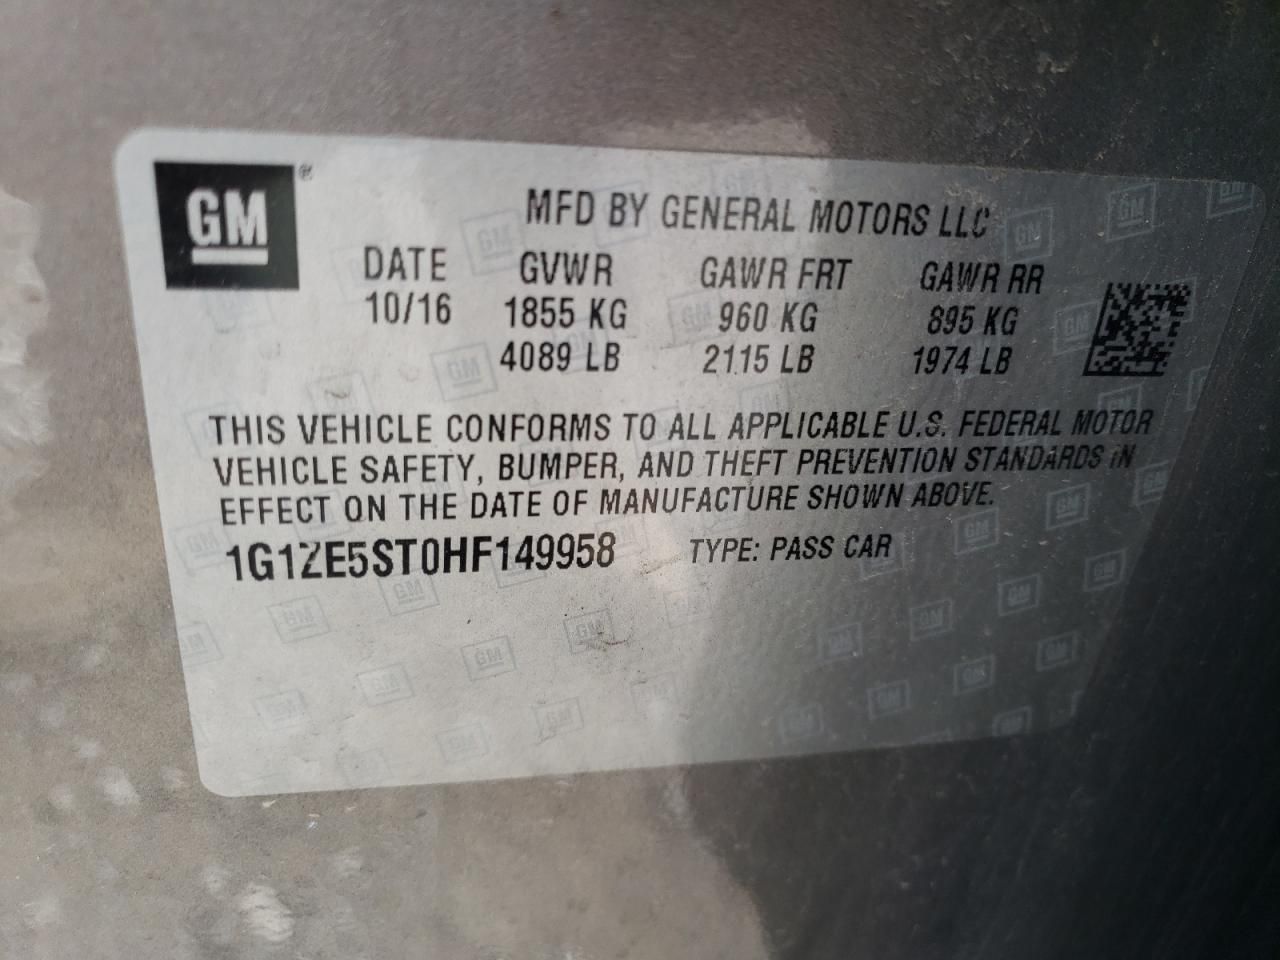 GM ®
MFD BY GENERAL MOTORS LLC
DATE GVWR GAWR FRT GAWR RR
10/16 1855 KG 960 KG 895 KG
4089 LB 2115 LB 1974 LB
THIS VEHICLE CONFORMS TO ALL APPLICABLE U.S. FEDERAL MOTOR
VEHICLE SAFETY, BUMPER, AND THEFT PREVENTION STANDARDS IN
EFFECT ON THE DATE OF MANUFACTURE SHOWN ABOVE.
1G1ZE5ST0HF149958 TYPE: PASS CAR